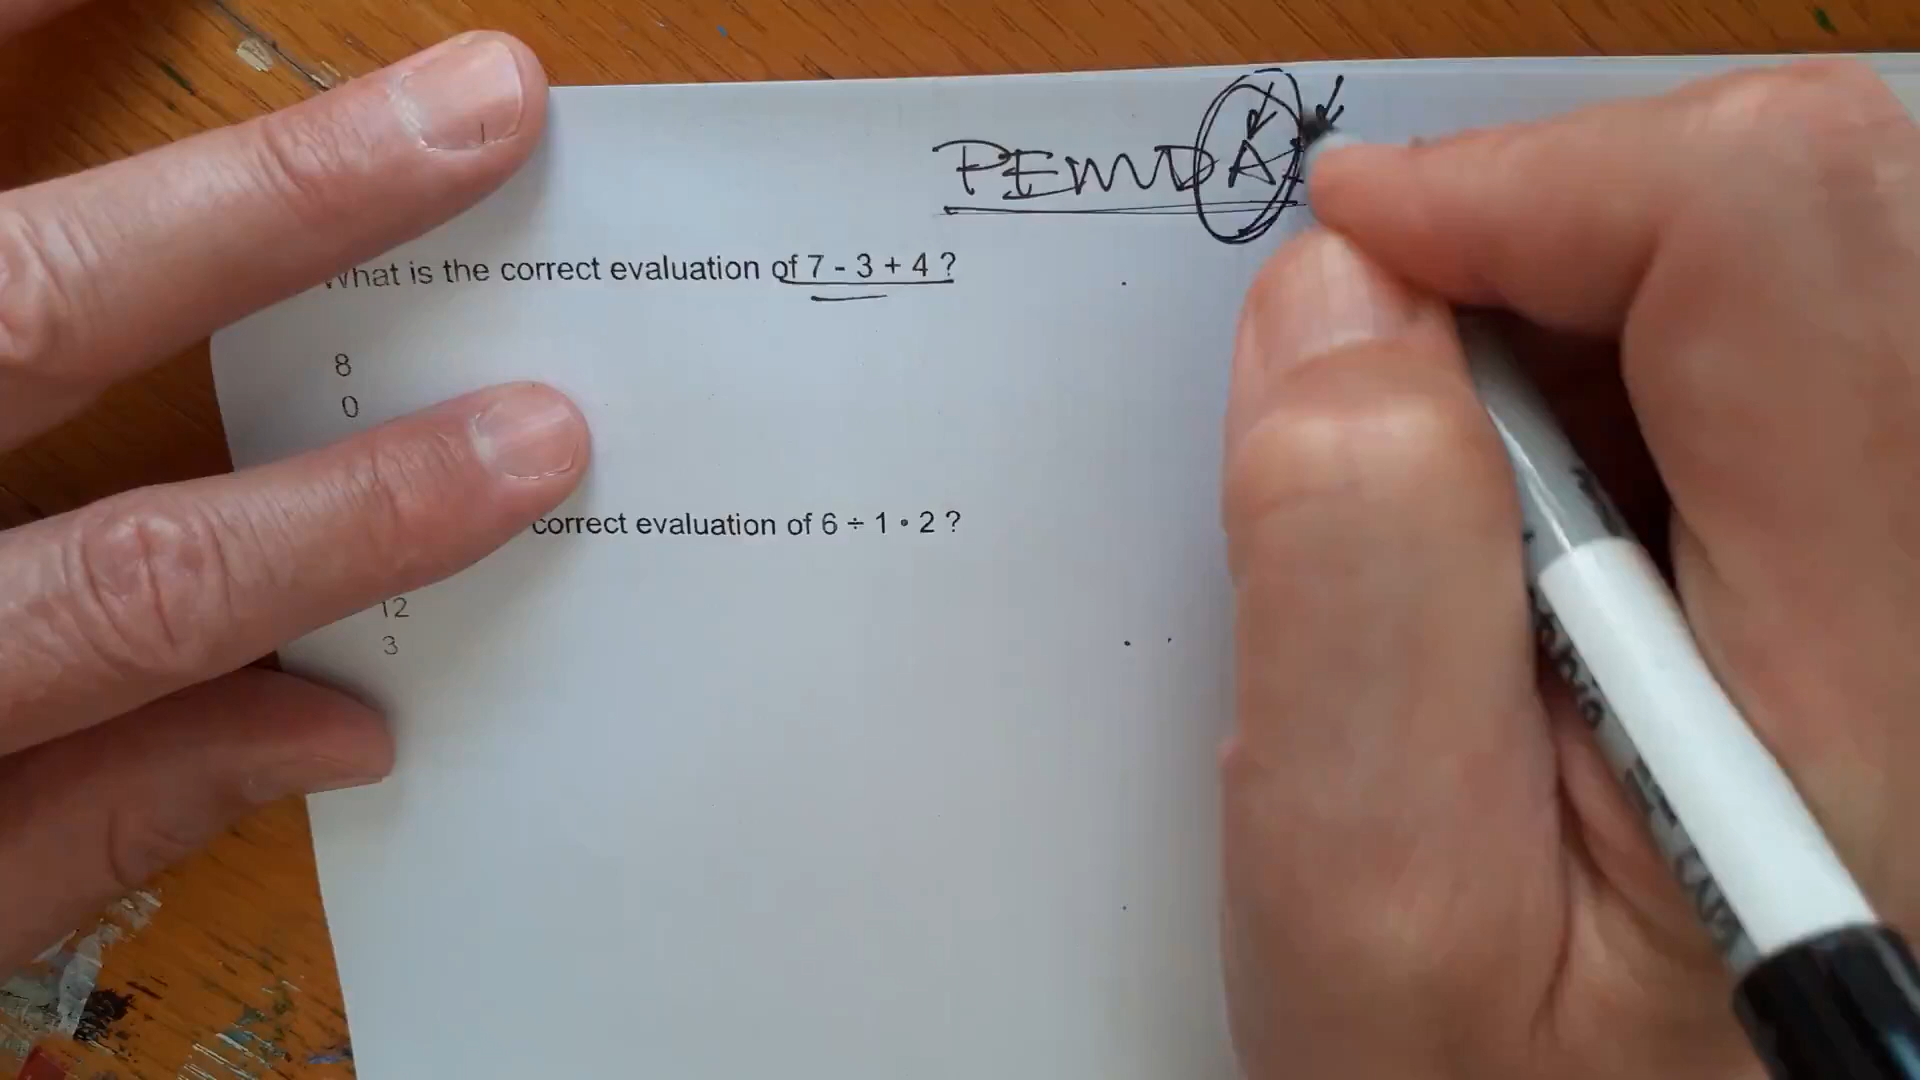 PEMDA
What is the correct evaluation of 7 - 3 + 4 ?
8
0
correct evaluation of 6 ÷ 1 • 2 ?
12
3